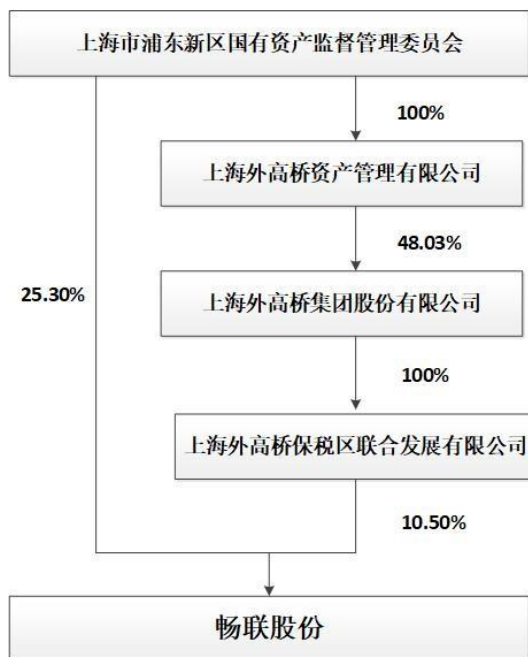 上海市浦东新区国有资产监督管理委员会
100%
上海外高桥资产管理有限公司
48.03%
25.30%
上海外高桥集团股份有限公司
100%
上海外高桥保税区联合发展有限公司
10.50%
畅联股份